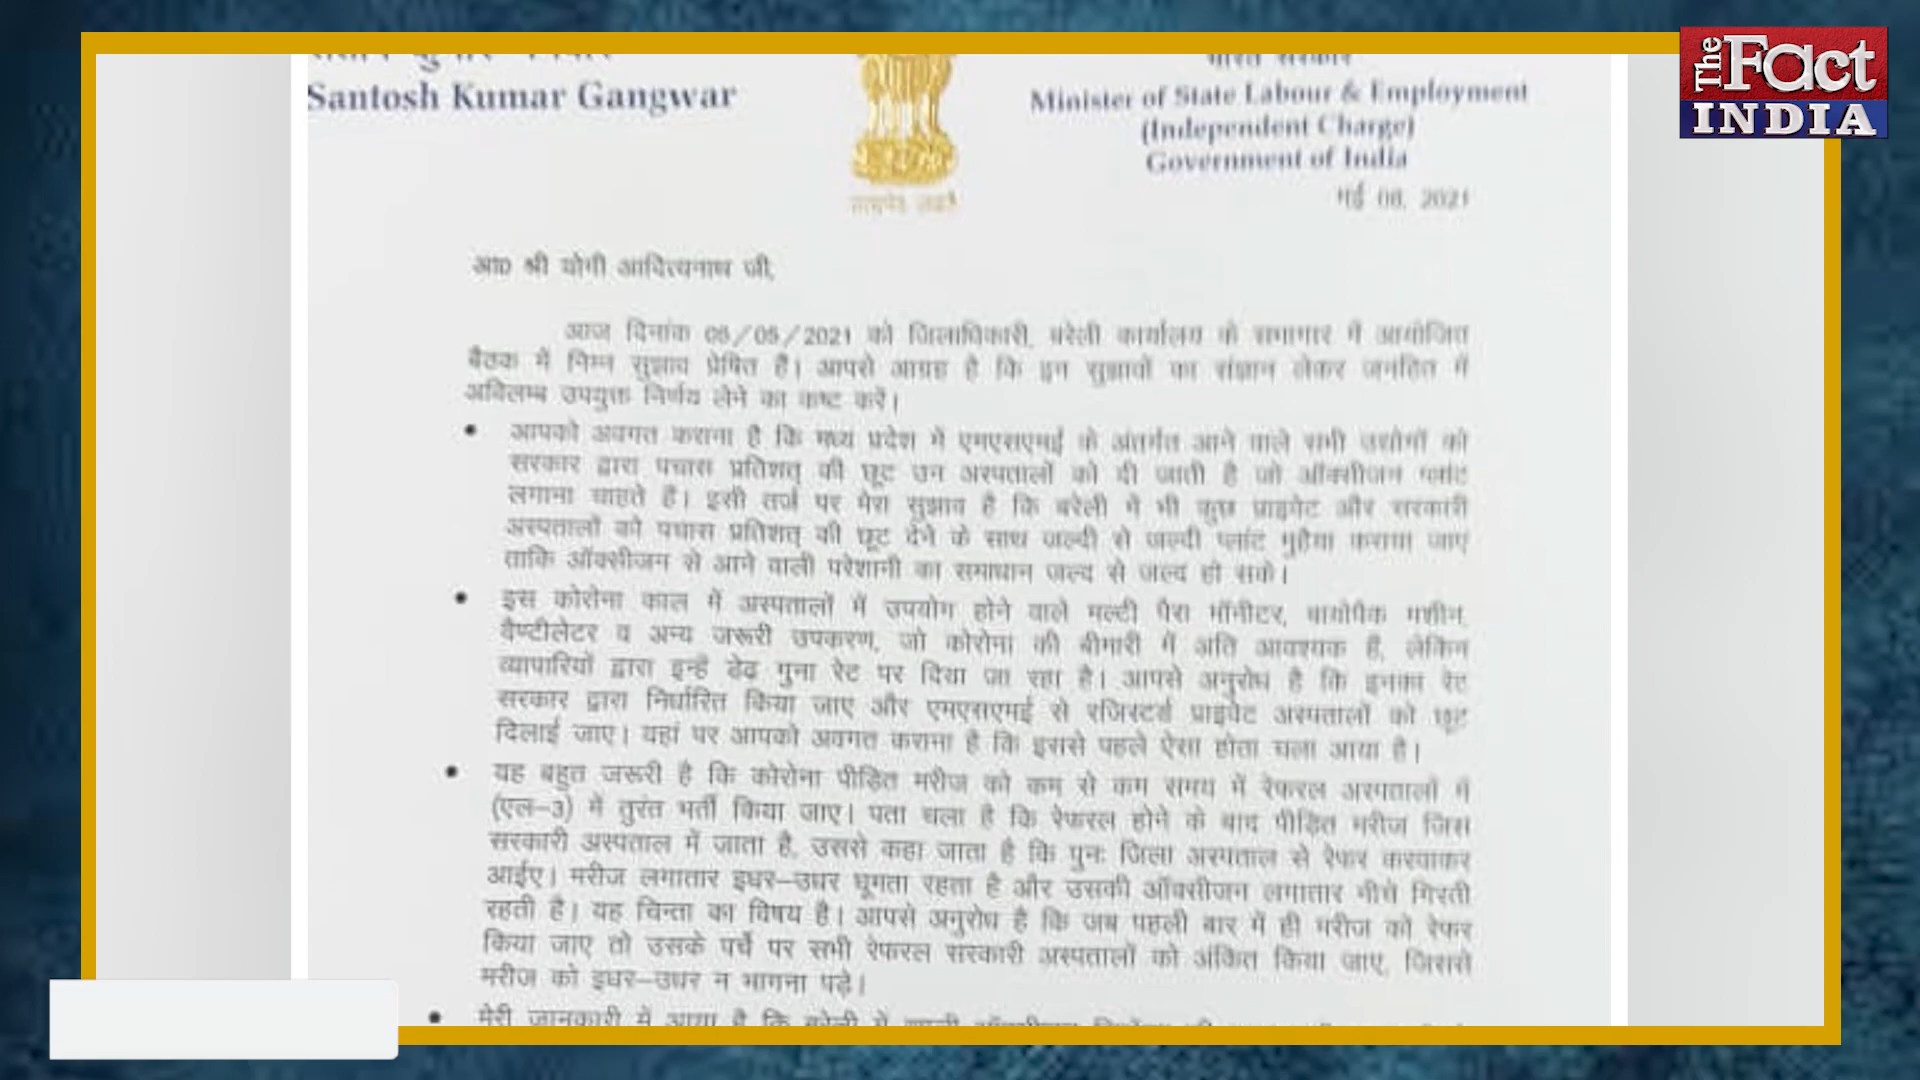 The Fact
INDIA
Santosh Kumar Gangwar
Minister of State Labour & Employment
(Independent Charge)
Government of India
मई 06, 2021
आ0 श्री योगी आदित्यनाथ जी,
आज दिनांक 06/05/2021 को जिलाधिकारी, बरेली कार्यालय के सभागार में आयोजित
बैठक में निम्न सुझाव प्रेषित है। आपसे आग्रह है कि इन सुझावों का संज्ञान लेकर जनहित में
अविलम्ब उपयुक्त निर्णय लेने का कष्ट करें।
• आपको अवगत कराना है कि मध्य प्रदेश में एमएसएमई के अंतर्गत आने वाले सभी उद्योगों को
सरकार द्वारा पचास प्रतिशत् की छूट उन अस्पतालों को दी जाती है जो ऑक्सीजन प्लांट
लगाना चाहते हैं। इसी तर्ज पर मेरा सुझाव है कि बरेली में भी कुछ प्राइवेट और सरकारी
अस्पतालों को पचास प्रतिशत् की छूट देने के साथ जल्दी से जल्दी प्लांट मुहैया कराया जाए
ताकि ऑक्सीजन से आने वाली परेशानी का समाधान जल्द से जल्द हो सके।
• इस कोरोना काल में अस्पतालों में उपयोग होने वाले मल्टी पैरा मॉनीटर, बायोपैक मशीन,
वैण्टीलेटर व अन्य जरूरी उपकरण, जो कोरोना की बीमारी में अति आवश्यक हैं, लेकिन
व्यापारियों द्वारा इन्हें डेढ़ गुना रेट पर दिया जा रहा है। आपसे अनुरोध है कि इनका रेट
सरकार द्वारा निर्धारित किया जाए और एमएसएमई से रजिस्टर्ड प्राइवेट अस्पतालों को छूट
दिलाई जाए। यहां पर आपको अवगत कराना है कि इससे पहले ऐसा होता चला आया है।
• यह बहुत जरूरी है कि कोरोना पीड़ित मरीज को कम से कम समय में रेफरल अस्पतालों में
(एल-3) में तुरंत भर्ती किया जाए। पता चला है कि रेफरल होने के बाद पीड़ित मरीज जिस
सरकारी अस्पताल में जाता है, उससे कहा जाता है कि पुनः जिला अस्पताल से रेफर करवाकर
आईए। मरीज लगातार इधर-उधर घूमता रहता है और उसकी ऑक्सीजन लगातार नीचे गिरती
रहती है। यह चिन्ता का विषय है। आपसे अनुरोध है कि जब पहली बार में ही मरीज को रेफर
किया जाए तो उसके पर्चे पर सभी रेफरल सरकारी अस्पतालों को अंकित किया जाए, जिससे
मरीज को इधर-उधर न भागना पड़े।
• मेरी जानकारी में आया है कि बरेली में